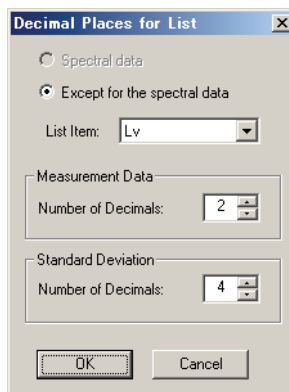 Decimal Places for List
Spectral data
Except for the spectral data
List Item: Lv
Measurement Data
Number of Decimals: 2
Standard Deviation
Number of Decimals: 4
OK Cancel